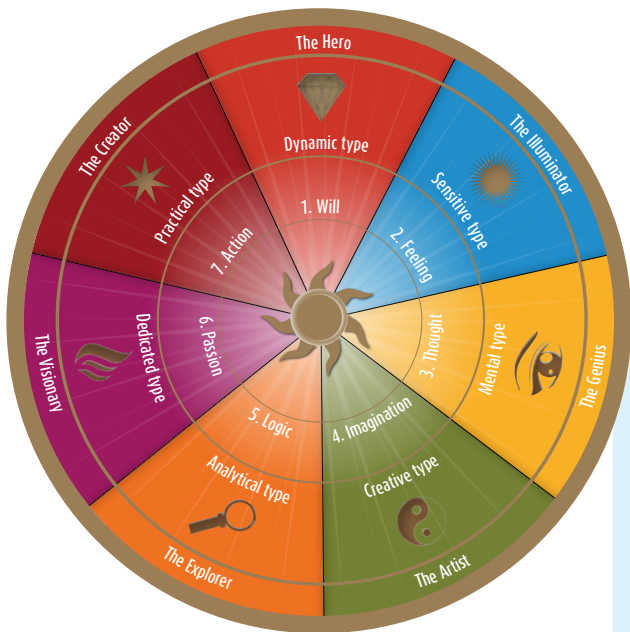 The Hero
Dynamic type
1. Will
The Illuminator
Sensitive type
2. Feeling
The Genius
Mental type
3. Thought
The Artist
Creative type
4. Imagination
The Explorer
Analytical type
5. Logic
The Visionary
Dedicated type
6. Passion
The Creator
Practical type
7. Action